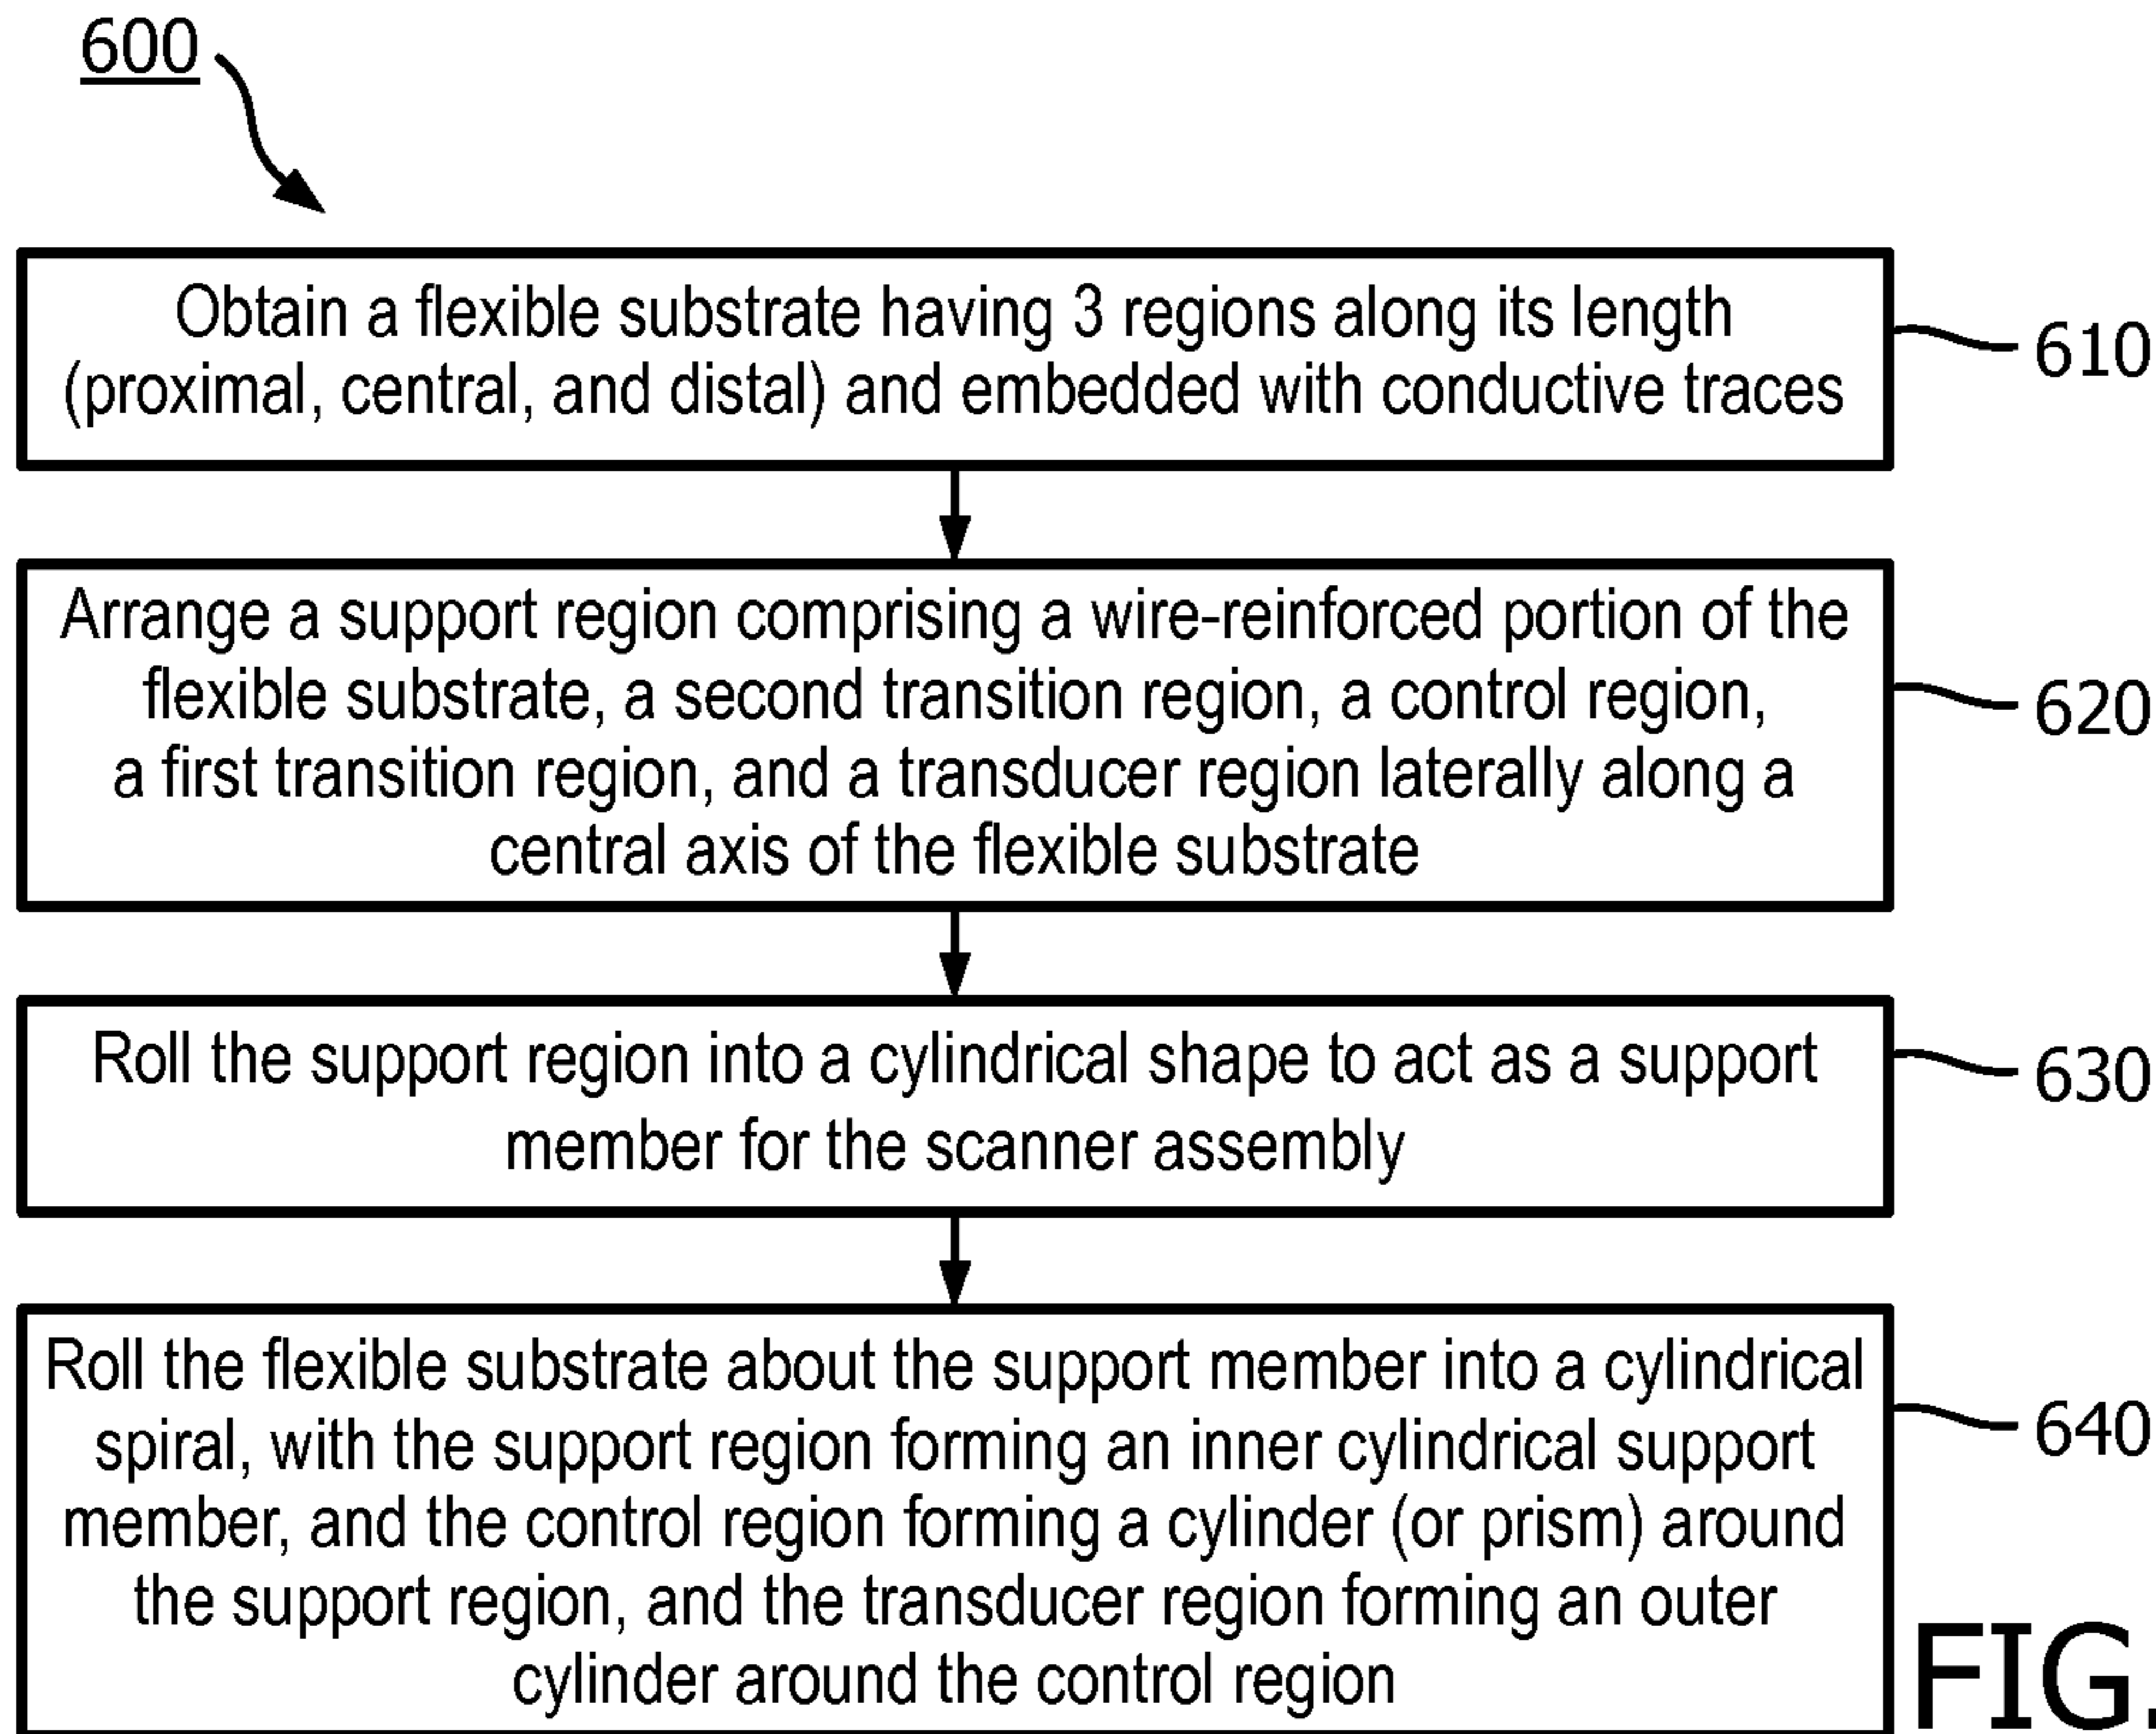 600
Obtain a flexible substrate having 3 regions along its length
(proximal, central, and distal) and embedded with conductive traces
610
Arrange a support region comprising a wire-reinforced portion of the
flexible substrate, a second transition region, a control region,
a first transition region, and a transducer region laterally along a
central axis of the flexible substrate
620
Roll the support region into a cylindrical shape to act as a support
member for the scanner assembly
630
Roll the flexible substrate about the support member into a cylindrical
spiral, with the support region forming an inner cylindrical support
member, and the control region forming a cylinder (or prism) around
the support region, and the transducer region forming an outer
cylinder around the control region
640
FIG.